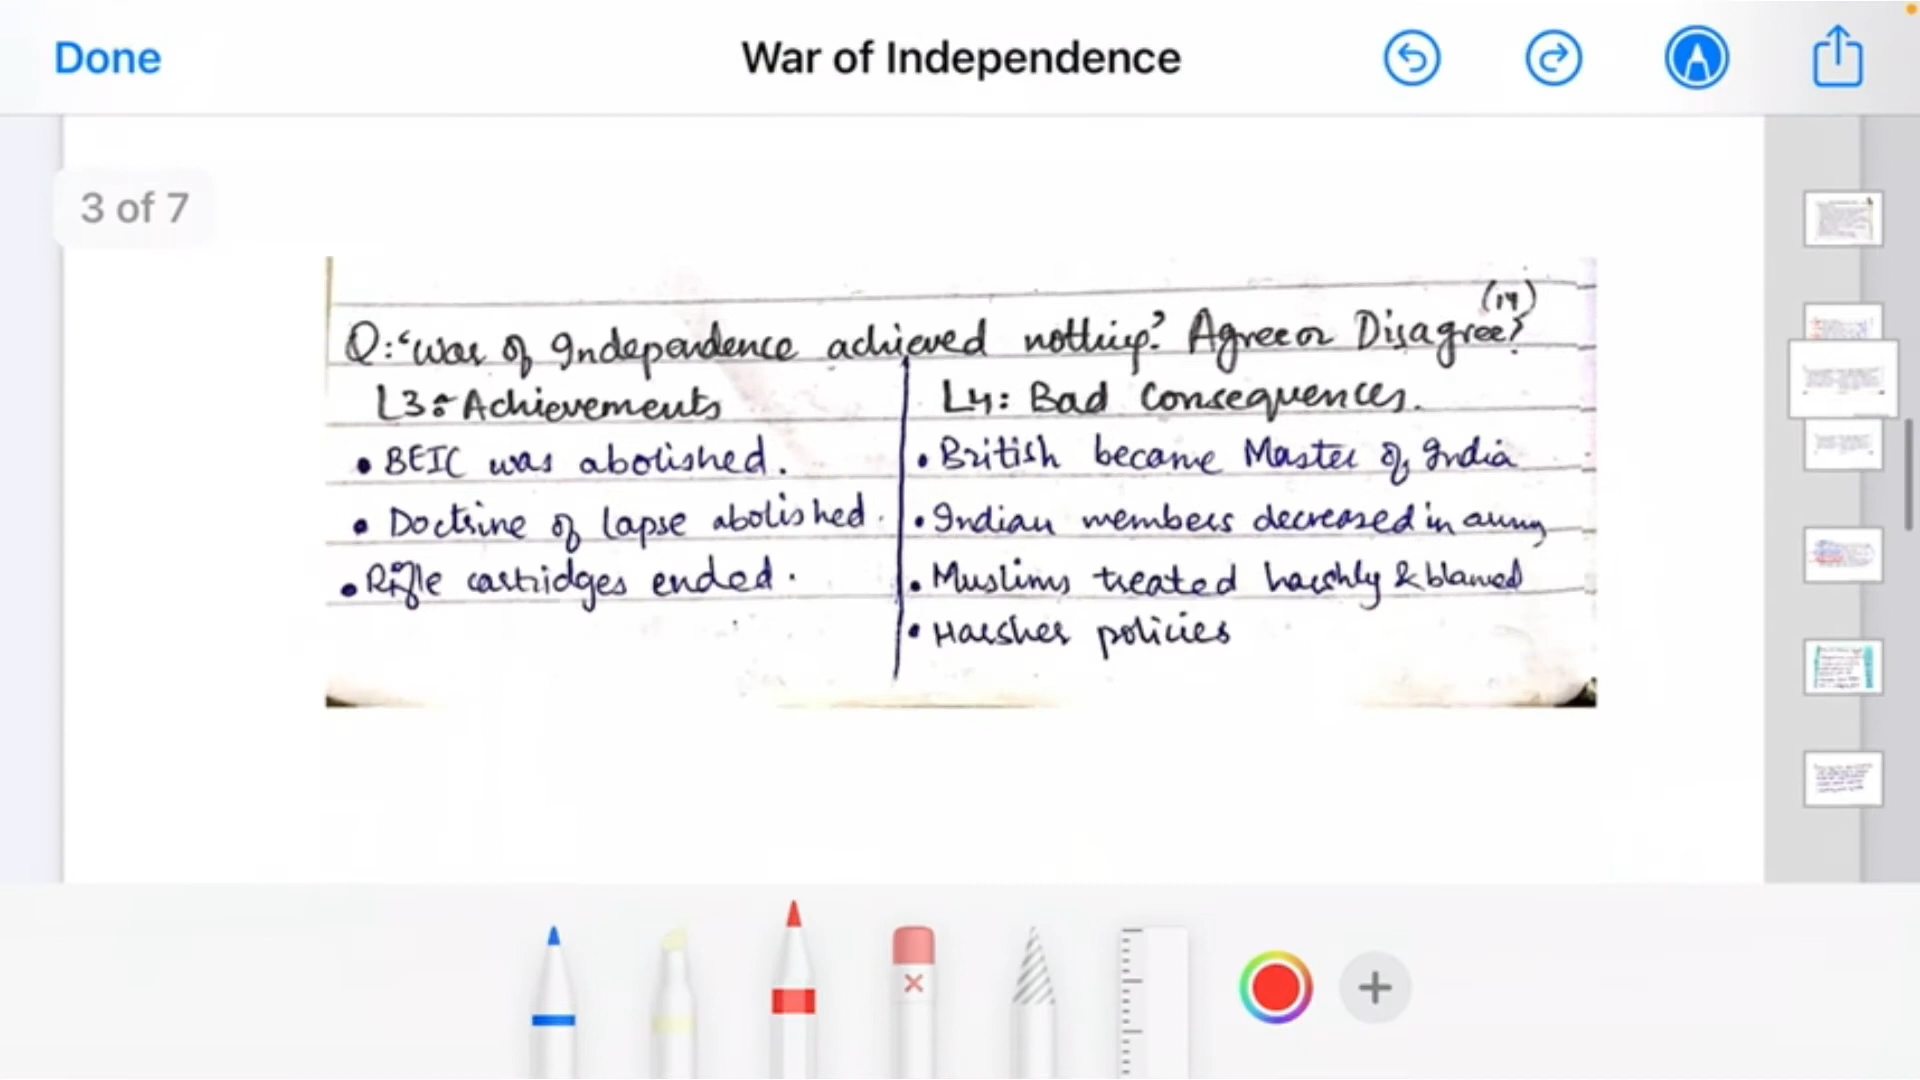 Done
War of Independence
3 of 7
(14)
Q: "War of Independence achieved nothing". Agree or Disagree?
L3: Achievements
• BEIC was abolished.
• Doctrine of lapse abolished.
• Rifle cartridges ended.
L4: Bad Consequences.
• British became Master of India
• Indian members decreased in army
• Muslims treated harshly & blamed
• Harsher policies